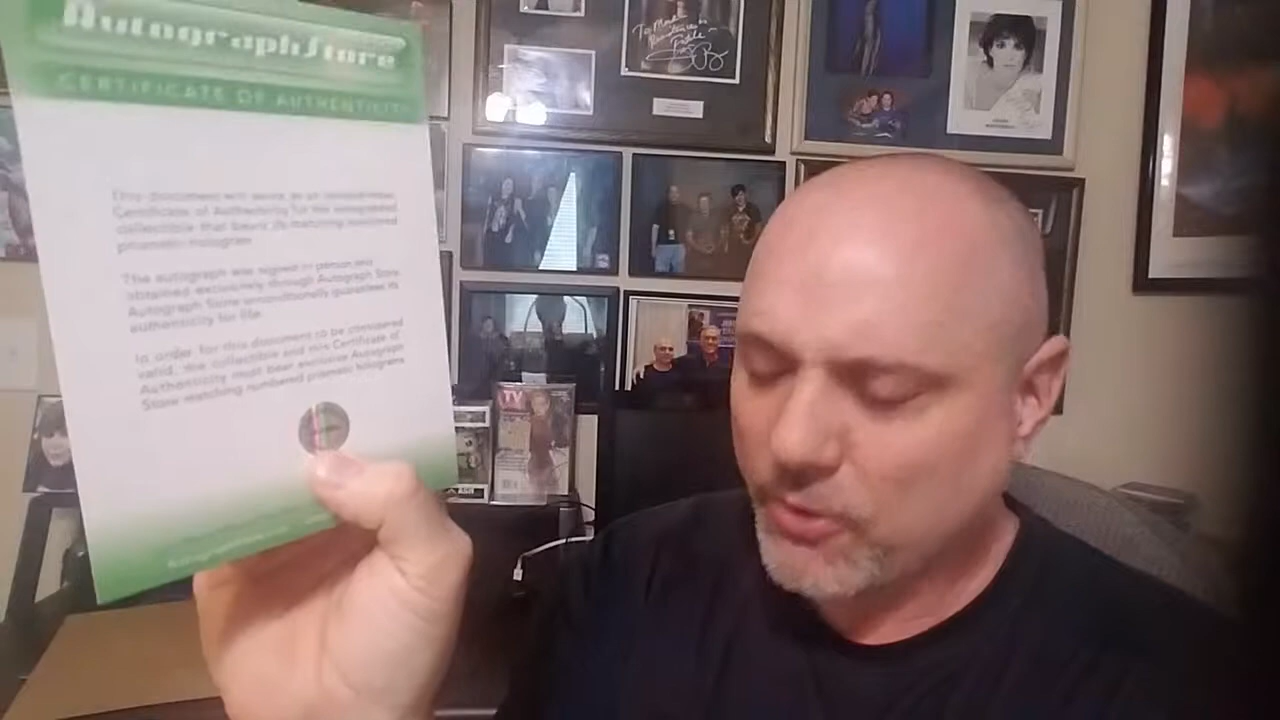 AutographStore
CERTIFICATE OF AUTHENTICITY
This document will serve as an
Certificate of Authenticity for the autographed
collectible that bears its matching numbered
prismatic hologram
The autograph was signed in person and
obtained exclusively through Autograph Store.
Autograph Store unconditionally guarantees its
authenticity for life.
In order for this document to be considered
valid, the collectible and this Certificate of
Authenticity must bear exclusive Autograph
Store matching numbered prismatic holograms
To Mark
TV